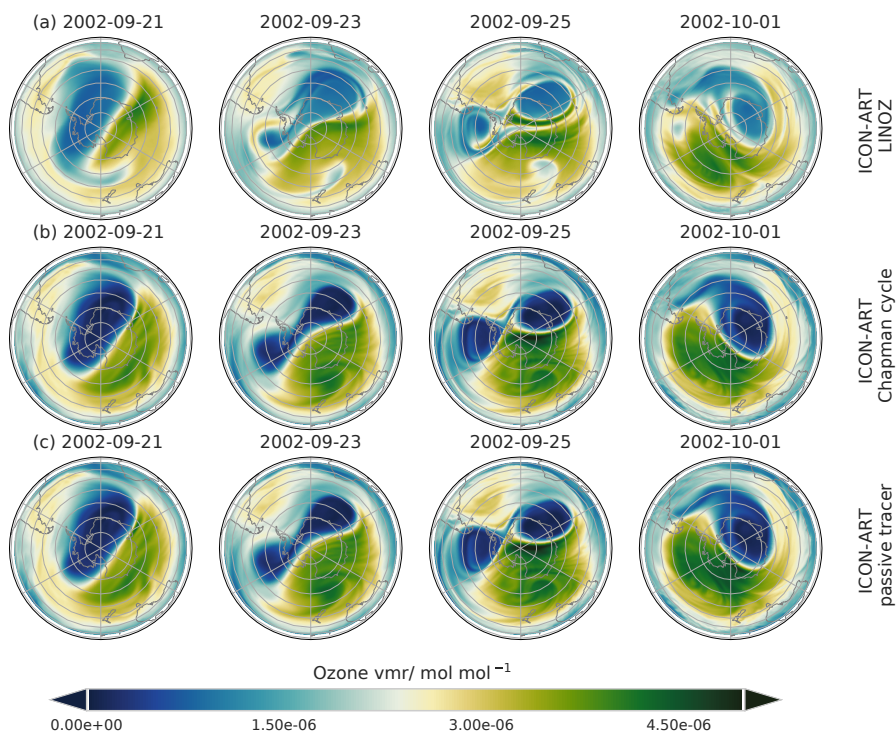 (a) 2002-09-21 2002-09-23 2002-09-25 2002-10-01
ICON-ART
LINOZ
(b) 2002-09-21 2002-09-23 2002-09-25 2002-10-01
ICON-ART
Chapman cycle
(c) 2002-09-21 2002-09-23 2002-09-25 2002-10-01
ICON-ART
passive tracer
Ozone vmr/ mol mol⁻¹
0.00e+00 1.50e-06 3.00e-06 4.50e-06